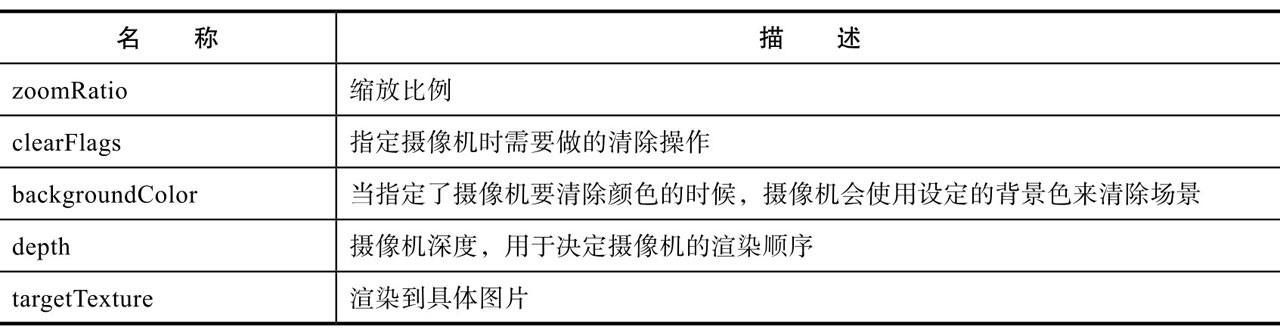 名 称 描 述
zoomRatio 缩放比例
clearFlags 指定摄像机时需要做的清除操作
backgroundColor 当指定了摄像机要清除颜色的时候，摄像机会使用设定的背景色来清除场景
depth 摄像机深度，用于决定摄像机的渲染顺序
targetTexture 渲染到具体图片